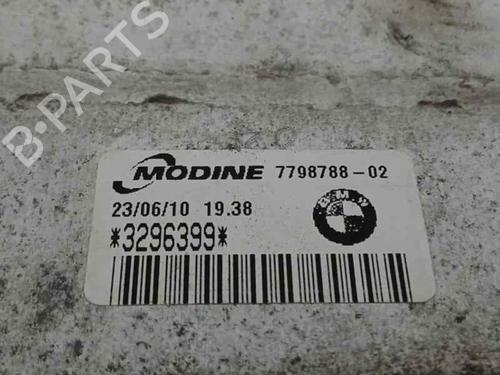 B-PARTS
MODINE 7798788-02
23/06/10 19.38
*3296399*
BMW